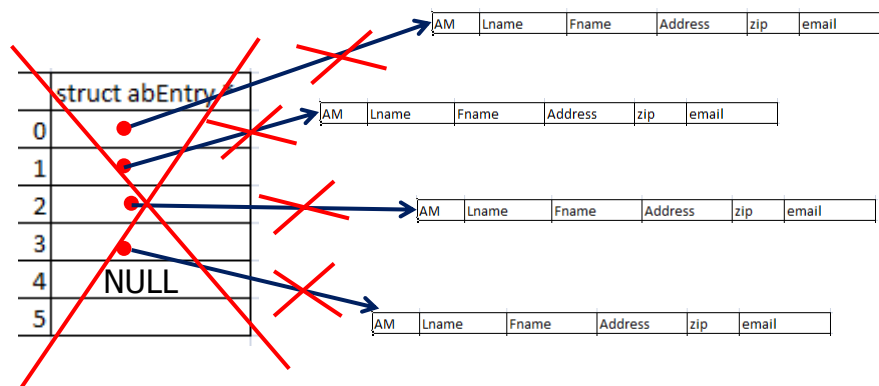 AM Lname Fname Address zip email
struct abEntry *
0
AM Lname Fname Address zip email
1
2
AM Lname Fname Address zip email
3
4 NULL
5
AM Lname Fname Address zip email